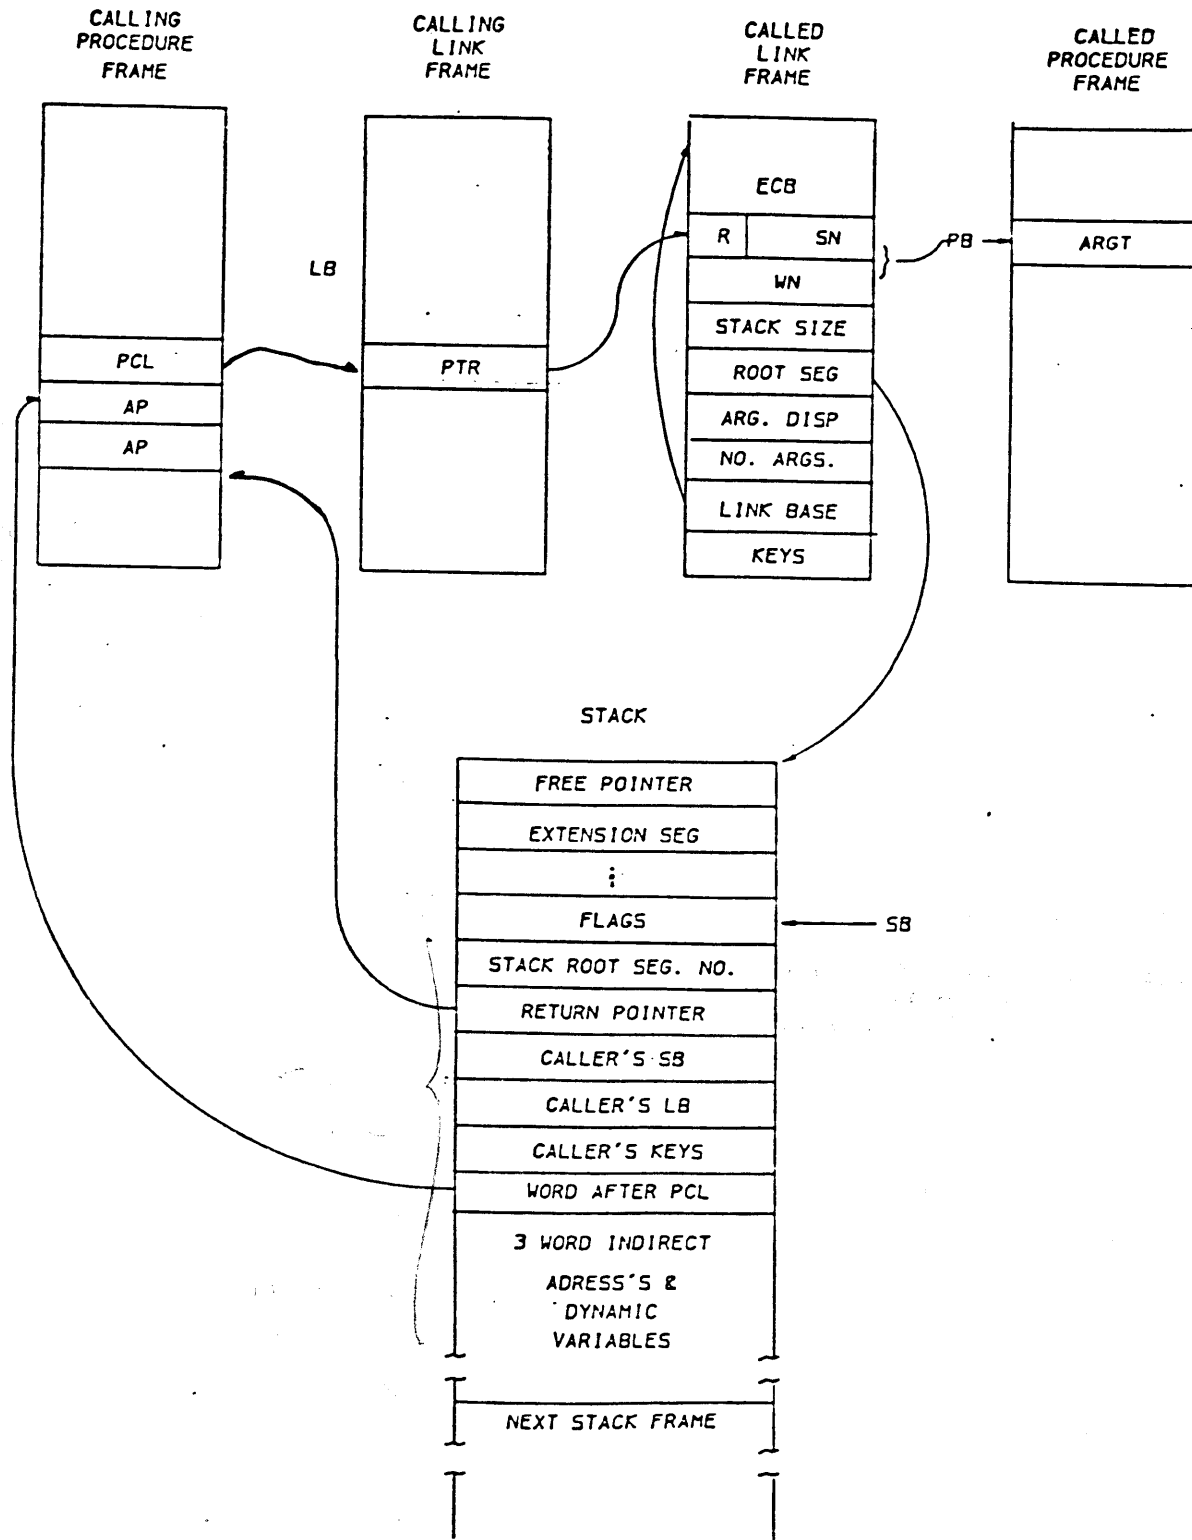 CALLING
PROCEDURE
FRAME
CALLING
LINK
FRAME
CALLED
LINK
FRAME
CALLED
PROCEDURE
FRAME
LB
PCL
AP
AP
PTR
ECB
R SN
WN
STACK SIZE
ROOT SEG
ARG. DISP
NO. ARGS.
LINK BASE
KEYS
PB
ARGT
STACK
FREE POINTER
EXTENSION SEG
⋮
FLAGS
SB
STACK ROOT SEG. NO.
RETURN POINTER
CALLER'S SB
CALLER'S LB
CALLER'S KEYS
WORD AFTER PCL
3 WORD INDIRECT
ADRESS'S &
DYNAMIC
VARIABLES
NEXT STACK FRAME